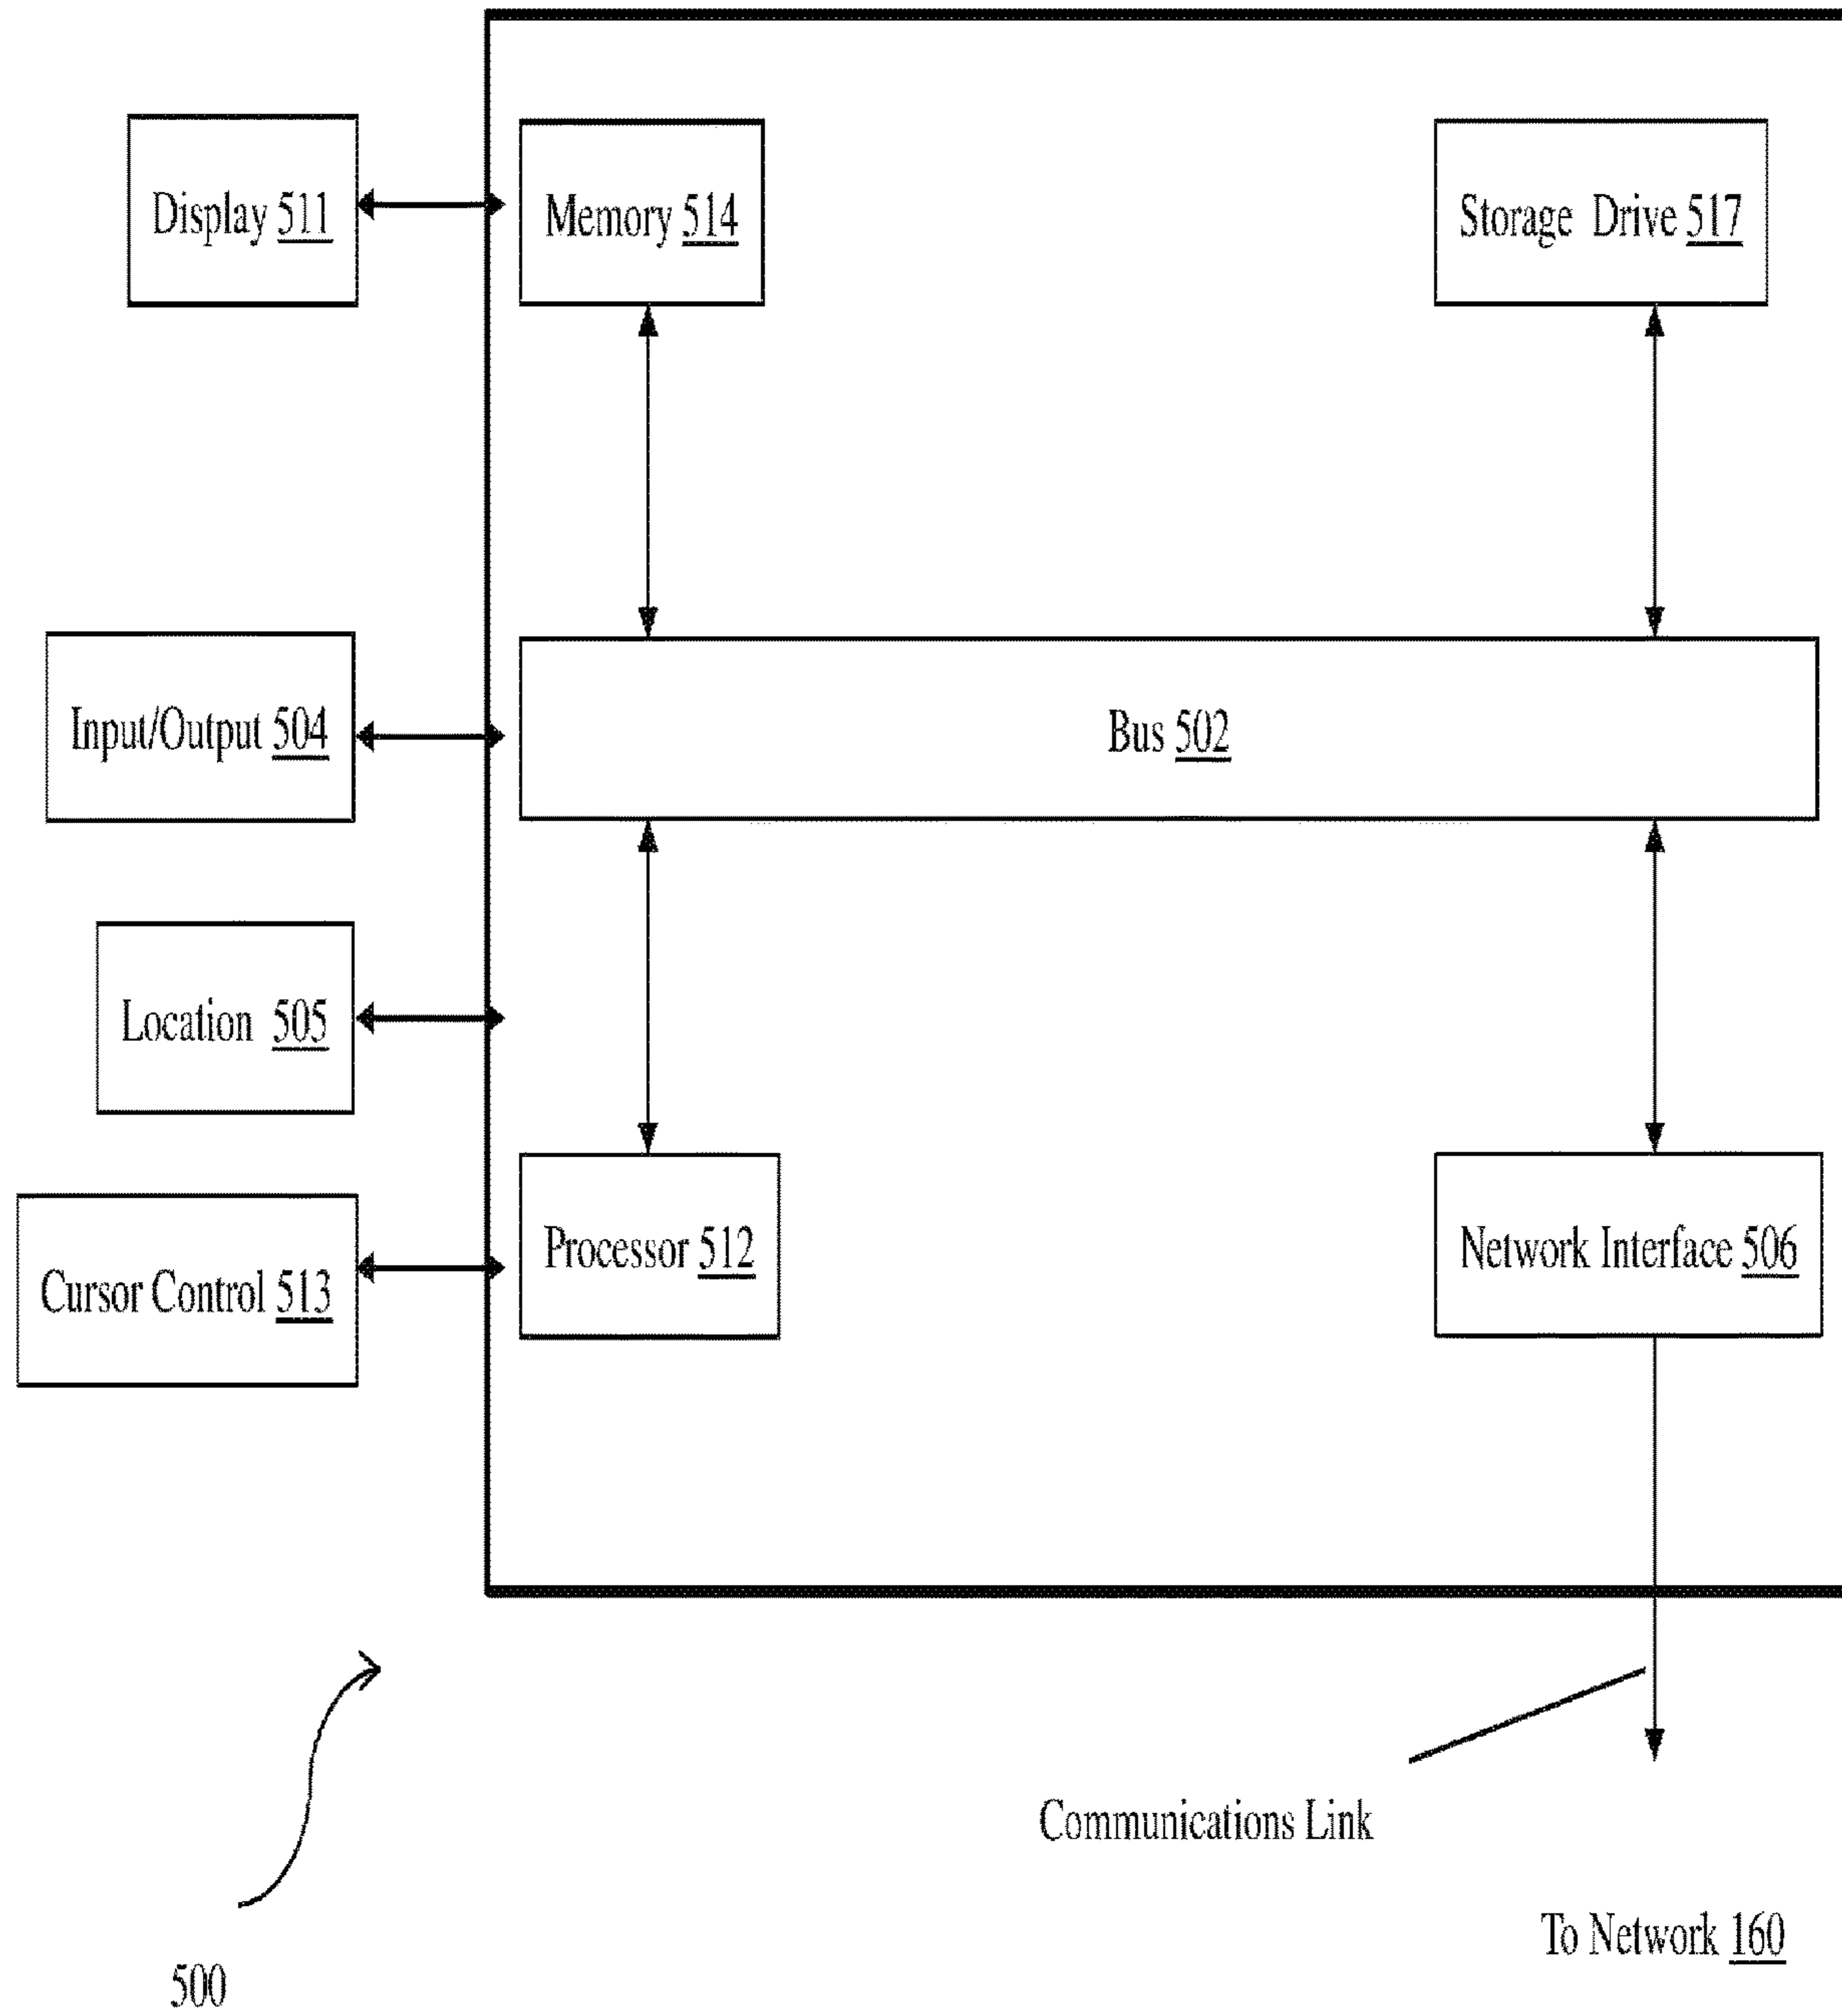 Display 511
Memory 514
Storage Drive 517
Input/Output 504
Bus 502
Location 505
Processor 512
Network Interface 506
Cursor Control 513
Communications Link
To Network 160
500